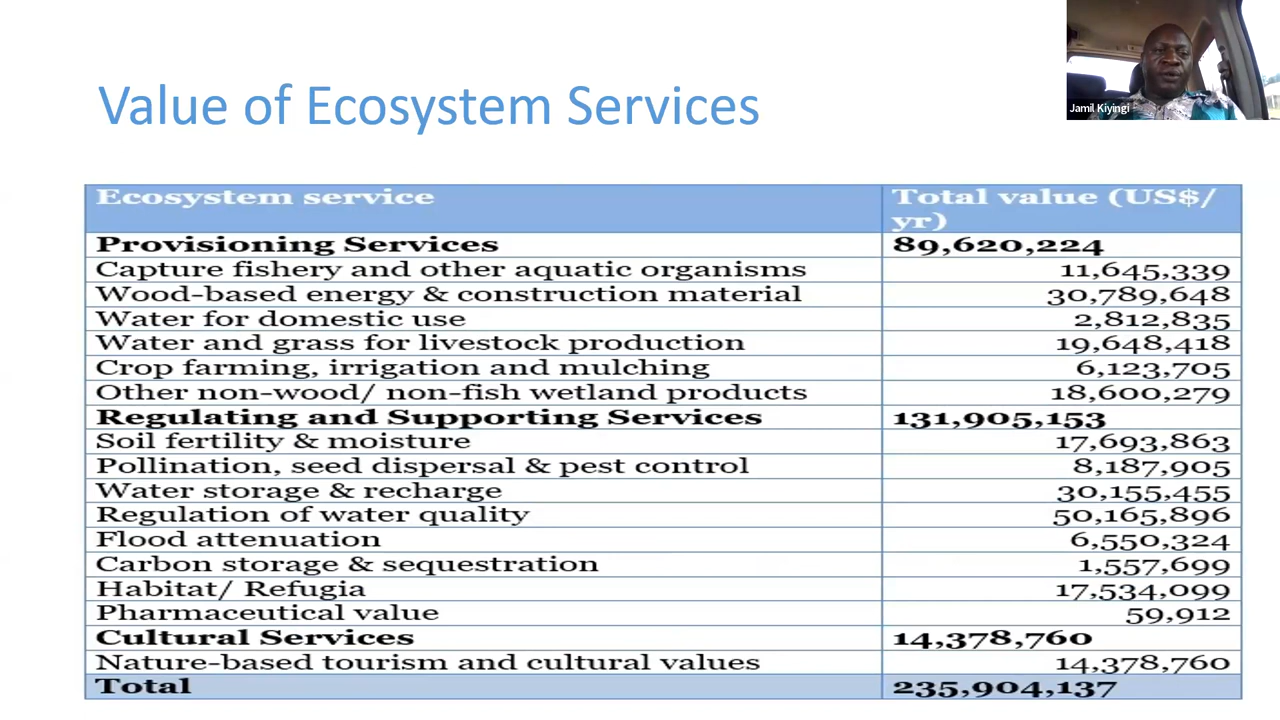 Jamil Kiyingi
Value of Ecosystem Services
Ecosystem service Total value (US$/
yr)
Provisioning Services 89,620,224
Capture fishery and other aquatic organisms 11,645,339
Wood-based energy & construction material 30,789,648
Water for domestic use 2,812,835
Water and grass for livestock production 19,648,418
Crop farming, irrigation and mulching 6,123,705
Other non-wood/ non-fish wetland products 18,600,279
Regulating and Supporting Services 131,905,153
Soil fertility & moisture 17,693,863
Pollination, seed dispersal & pest control 8,187,905
Water storage & recharge 30,155,455
Regulation of water quality 50,165,896
Flood attenuation 6,550,324
Carbon storage & sequestration 1,557,699
Habitat/ Refugia 17,534,099
Pharmaceutical value 59,912
Cultural Services 14,378,760
Nature-based tourism and cultural values 14,378,760
Total 235,904,137